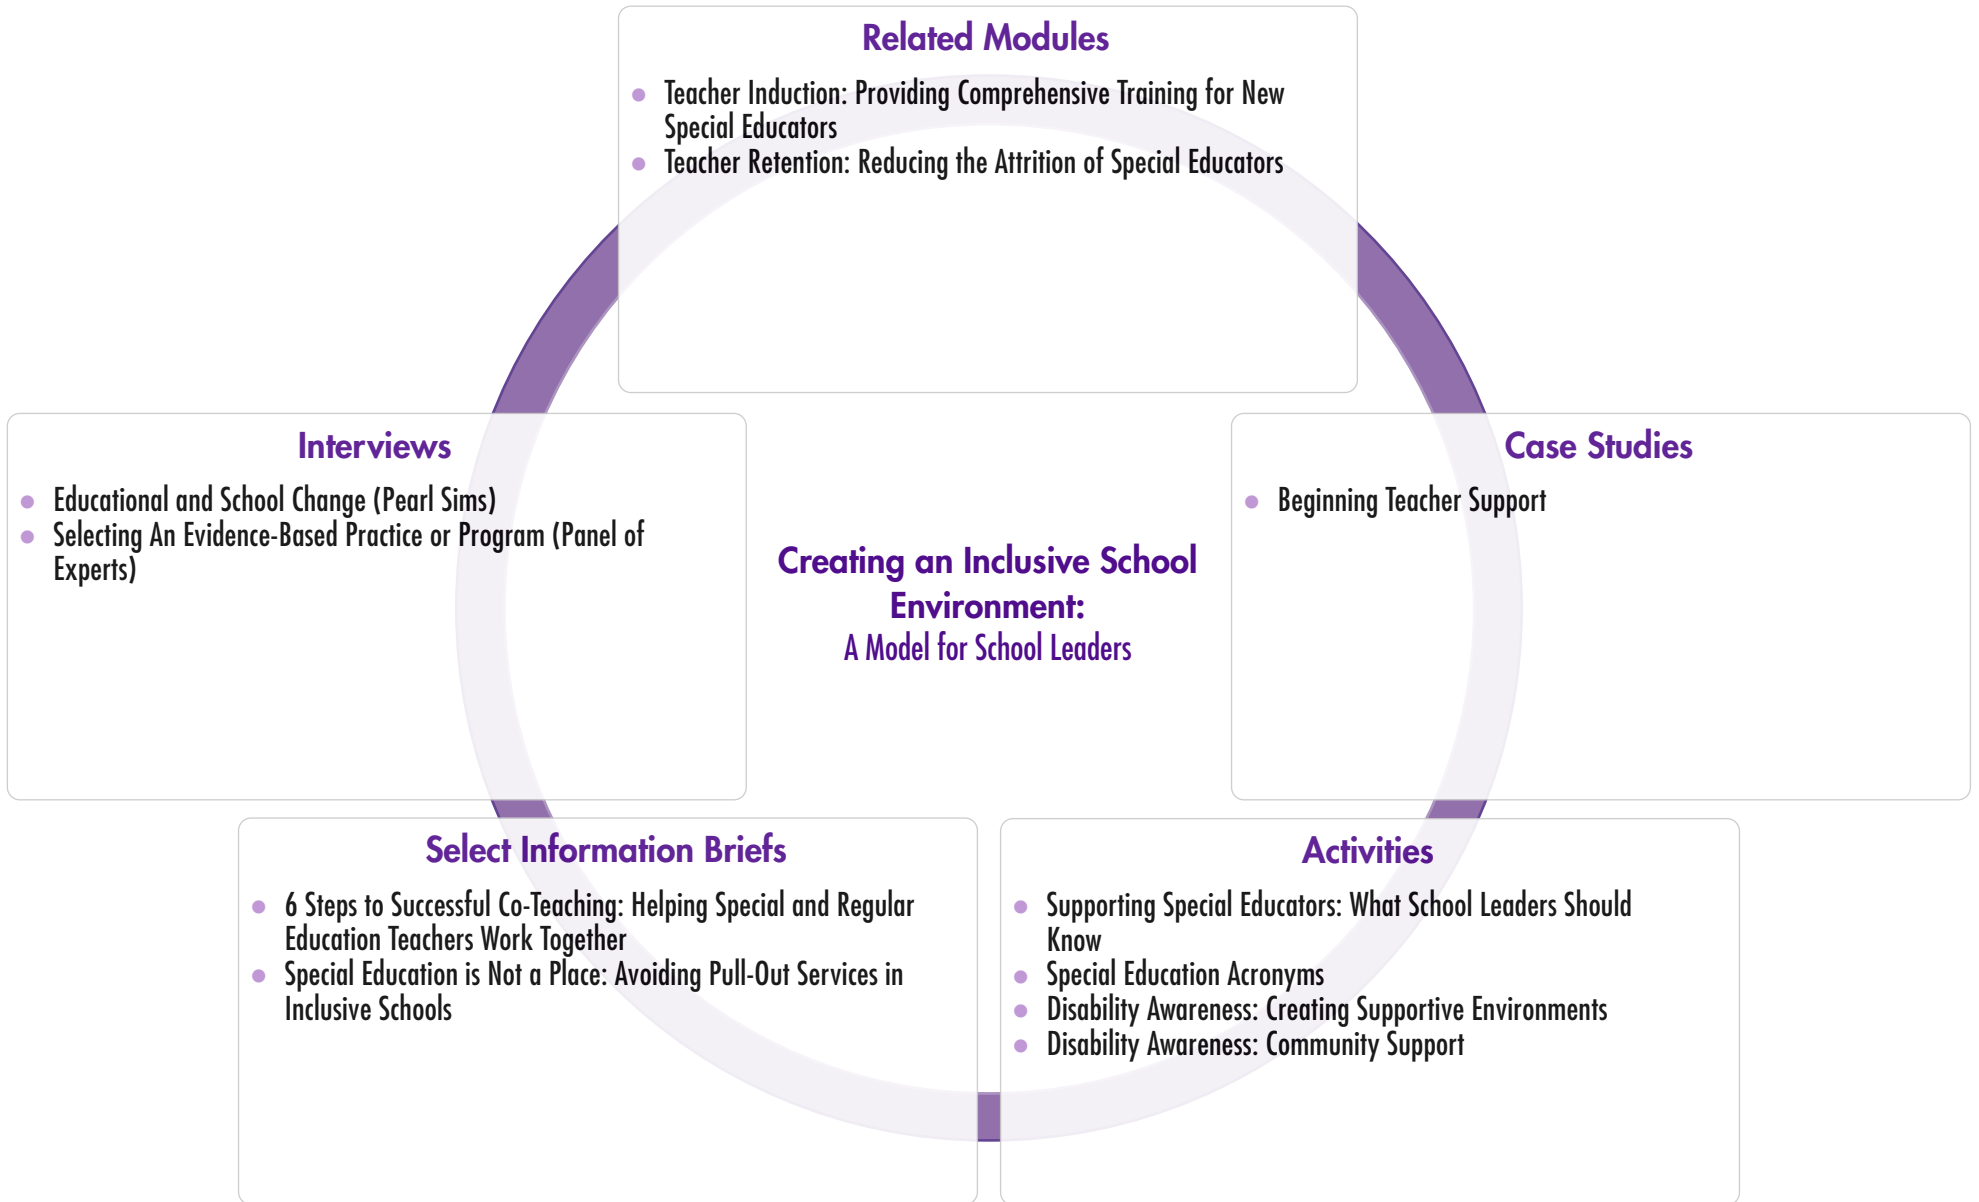 Related Modules
Teacher Induction: Providing Comprehensive Training for New
Special Educators
Teacher Retention: Reducing the Attrition of Special Educators
Interviews
Educational and School Change (Pearl Sims)
Selecting An Evidence-Based Practice or Program (Panel of
Experts)
Creating an Inclusive School
Environment:
A Model for School Leaders
Case Studies
Beginning Teacher Support
Select Information Briefs
6 Steps to Successful Co-Teaching: Helping Special and Regular
Education Teachers Work Together
Special Education is Not a Place: Avoiding Pull-Out Services in
Inclusive Schools
Activities
Supporting Special Educators: What School Leaders Should
Know
Special Education Acronyms
Disability Awareness: Creating Supportive Environments
Disability Awareness: Community Support